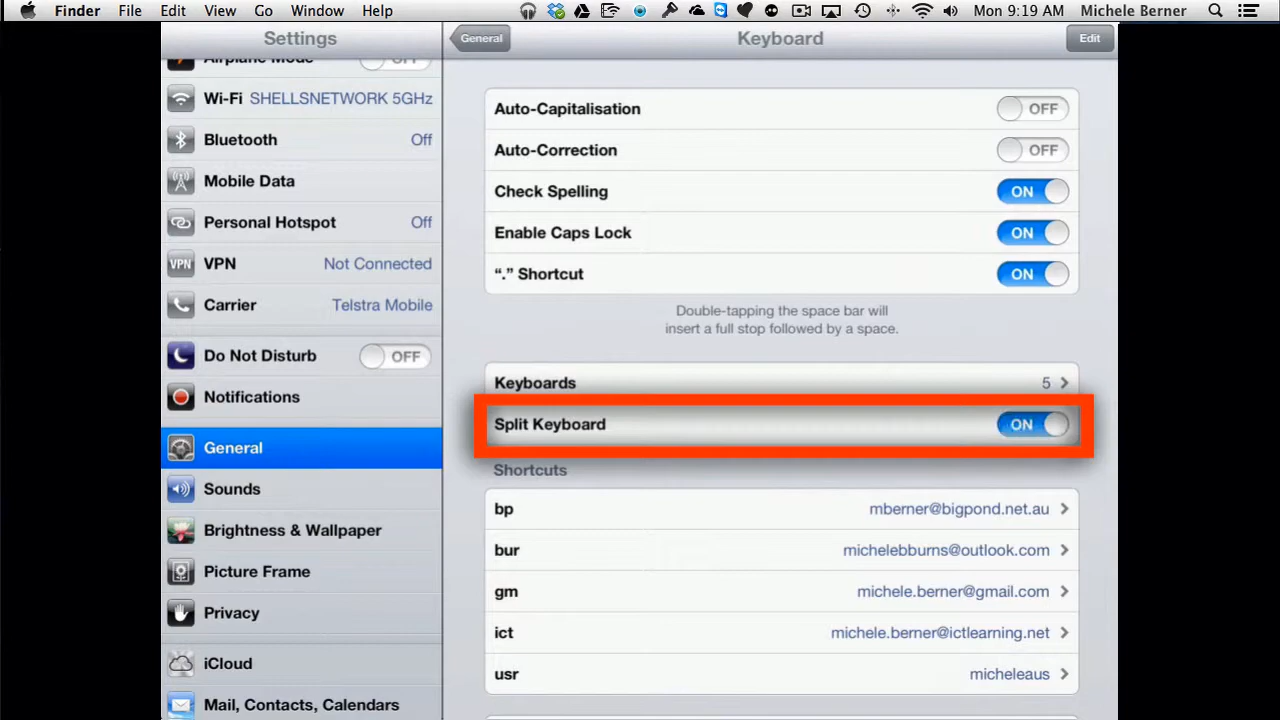 Finder File Edit View Go Window Help Mon 9:19 AM Michele Berner
Settings
General Keyboard Edit
Airplane Mode OFF
Wi-Fi SHELLSNETWORK 5GHz
Bluetooth Off
Mobile Data
Personal Hotspot Off
VPN VPN Not Connected
Carrier Telstra Mobile
Do Not Disturb OFF
Notifications
General
Sounds
Brightness & Wallpaper
Picture Frame
Privacy
iCloud
Mail, Contacts, Calendars
Auto-Capitalisation OFF
Auto-Correction OFF
Check Spelling ON
Enable Caps Lock ON
“.” Shortcut ON
Double-tapping the space bar will
insert a full stop followed by a space.
Keyboards 5
Split Keyboard ON
Shortcuts
bp mberner@bigpond.net.au
bur michelebburns@outlook.com
gm michele.berner@gmail.com
ict michele.berner@ictlearning.net
usr micheleaus